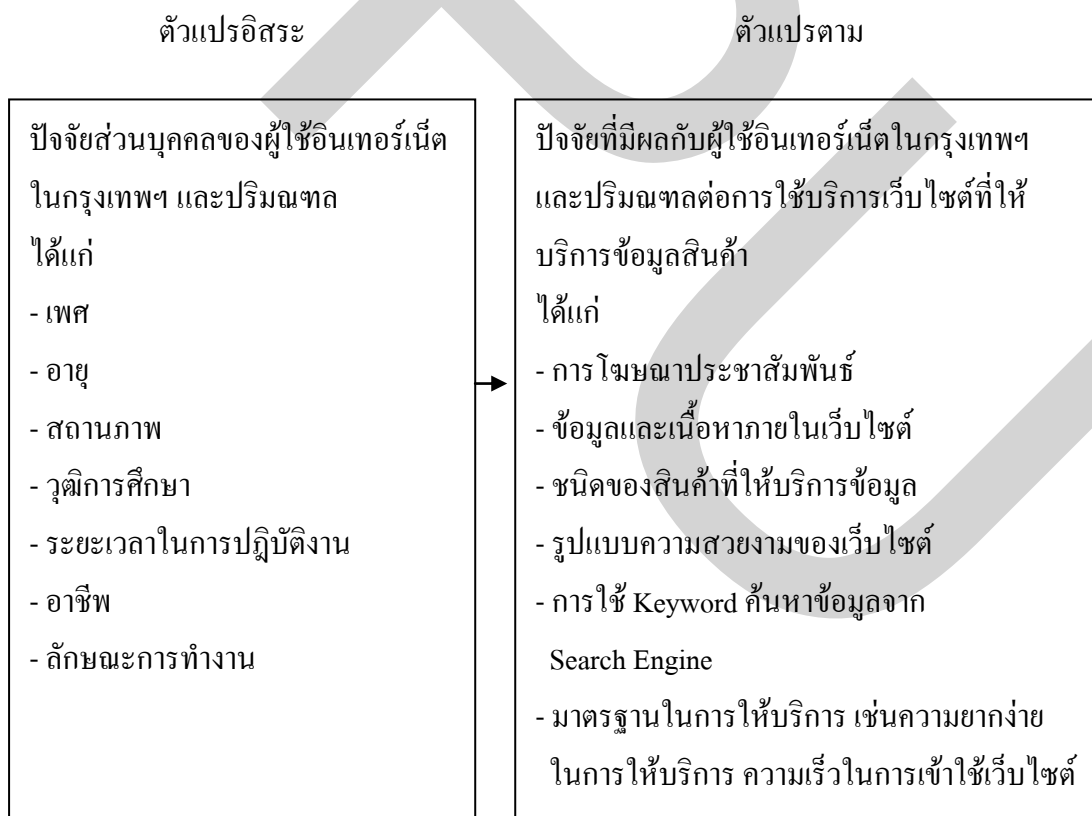 ตัวแปรอิสระ
ตัวแปรตาม
ปัจจัยส่วนบุคคลของผู้ใช้อินเทอร์เน็ต
ในกรุงเทพฯ และปริมณฑล
ได้แก่
- เพศ
- อายุ
- สถานภาพ
- วุฒิการศึกษา
- ระยะเวลาในการปฎิบัติงาน
- อาชีพ
- ลักษณะการทำงาน
ปัจจัยที่มีผลกับผู้ใช้อินเทอร์เน็ตในกรุงเทพฯ
และปริมณฑลต่อการใช้บริการเว็บไซต์ที่ให้
บริการข้อมูลสินค้า
ได้แก่
- การโฆษณาประชาสัมพันธ์
- ข้อมูลและเนื้อหาภายในเว็บไซต์
- ชนิดของสินค้าที่ให้บริการข้อมูล
- รูปแบบความสวยงามของเว็บไซต์
- การใช้ Keyword ค้นหาข้อมูลจาก
Search Engine
- มาตรฐานในการให้บริการ เช่นความยากง่าย
ในการให้บริการ ความเร็วในการเข้าใช้เว็บไซต์